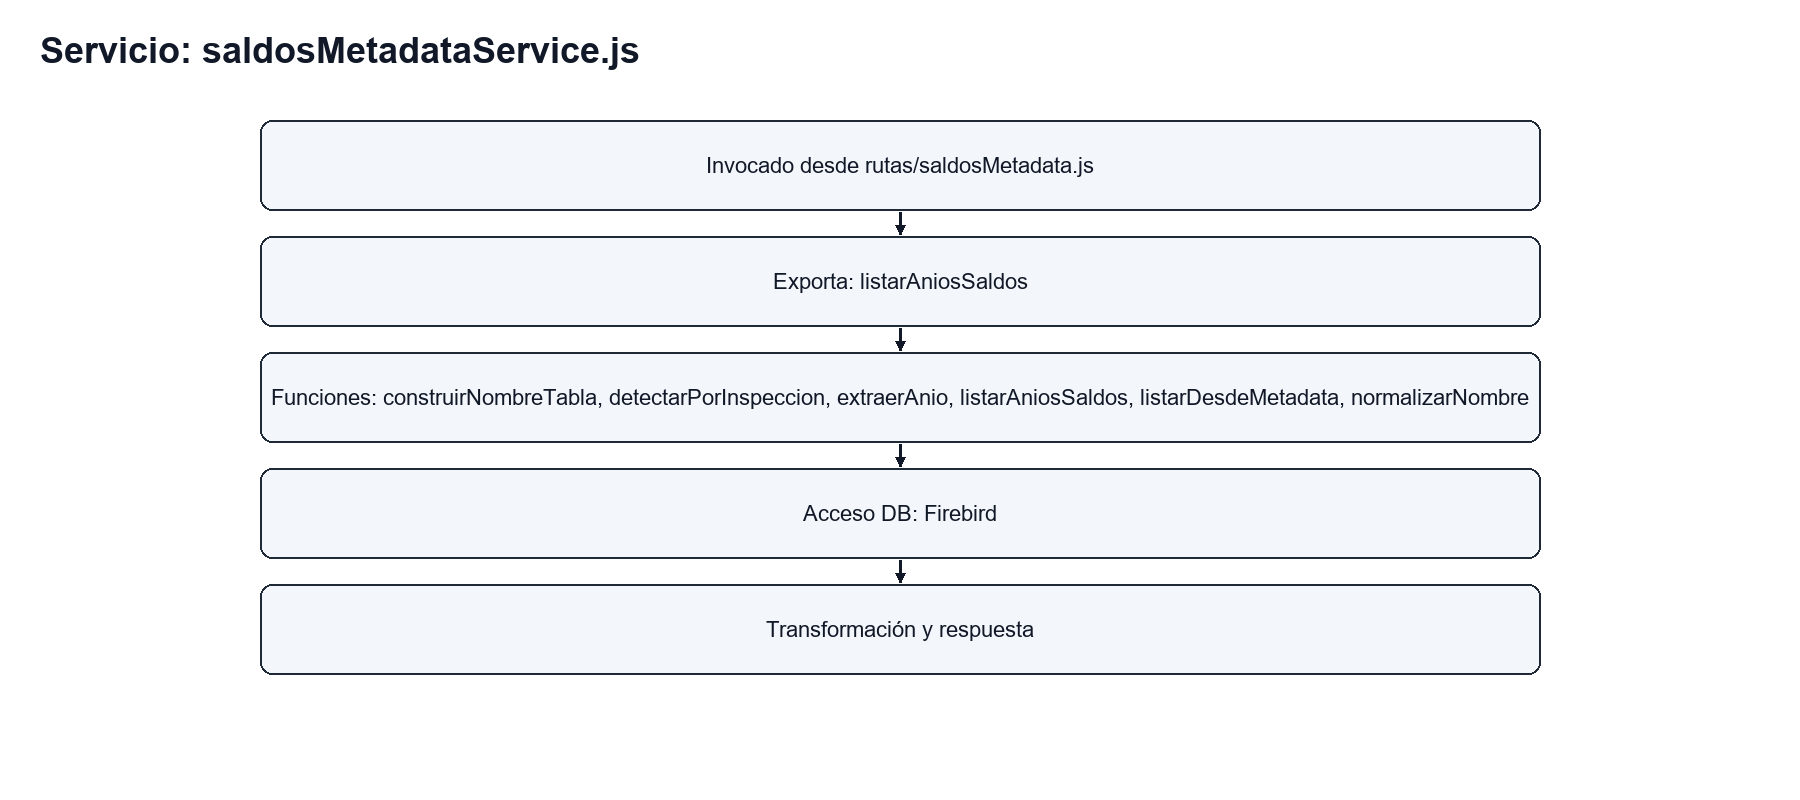 Servicio: saldosMetadataService.js
Invocado desde rutas/saldosMetadata.js
Exporta: listarAniosSaldos
Funciones: construirNombreTabla, detectarPorInspeccion, extraerAnio, listarAniosSaldos, listarDesdeMetadata, normalizarNombre
Acceso DB: Firebird
Transformación y respuesta